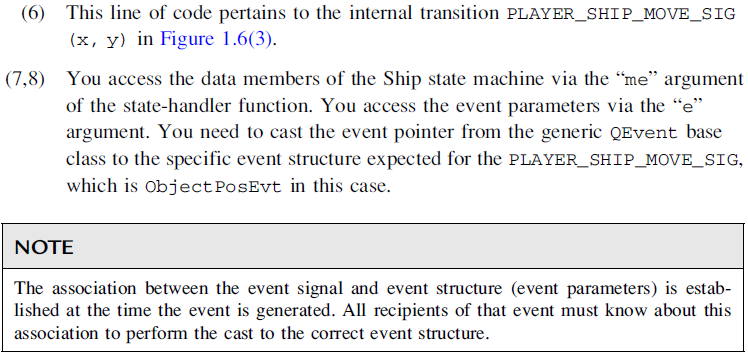 (6) This line of code pertains to the internal transition PLAYER_SHIP_MOVE_SIG
(x, y) in Figure 1.6(3).
(7,8) You access the data members of the Ship state machine via the “me” argument
of the state-handler function. You access the event parameters via the “e”
argument. You need to cast the event pointer from the generic QEvent base
class to the specific event structure expected for the PLAYER_SHIP_MOVE_SIG,
which is ObjectPosEvt in this case.
NOTE
The association between the event signal and event structure (event parameters) is estab-
lished at the time the event is generated. All recipients of that event must know about this
association to perform the cast to the correct event structure.